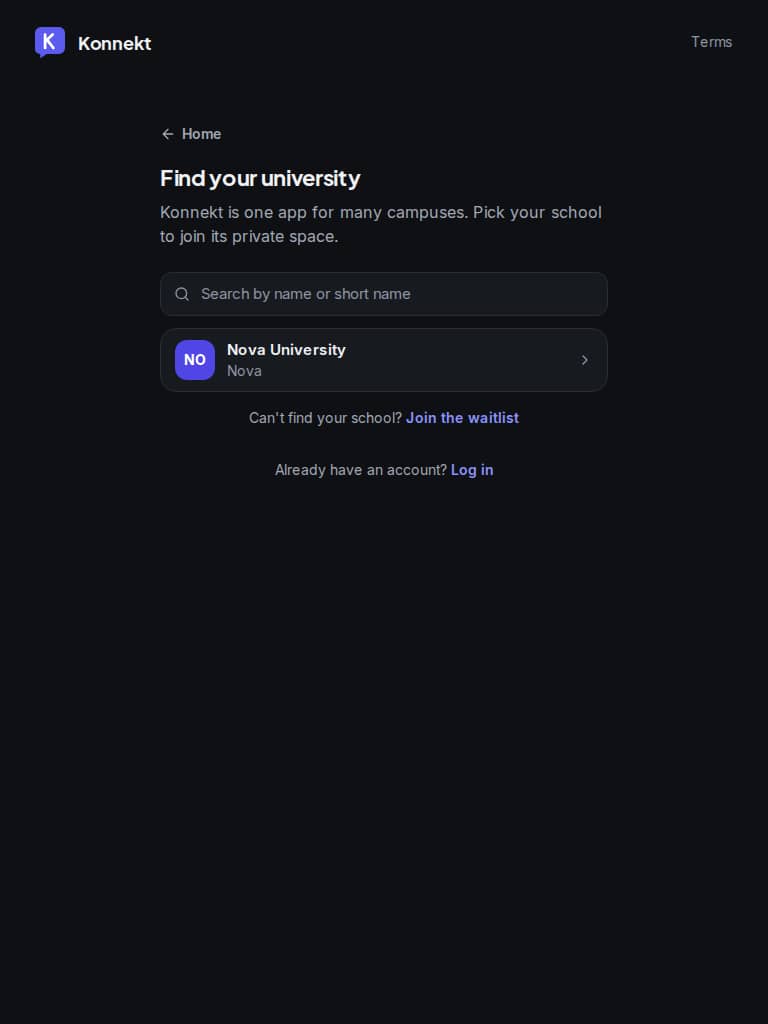 K
Konnekt
Terms
Home
Find your university
Konnekt is one app for many campuses. Pick your school
to join its private space.
Search by name or short name
NO
Nova University
Nova
Can't find your school? Join the waitlist
Already have an account? Log in